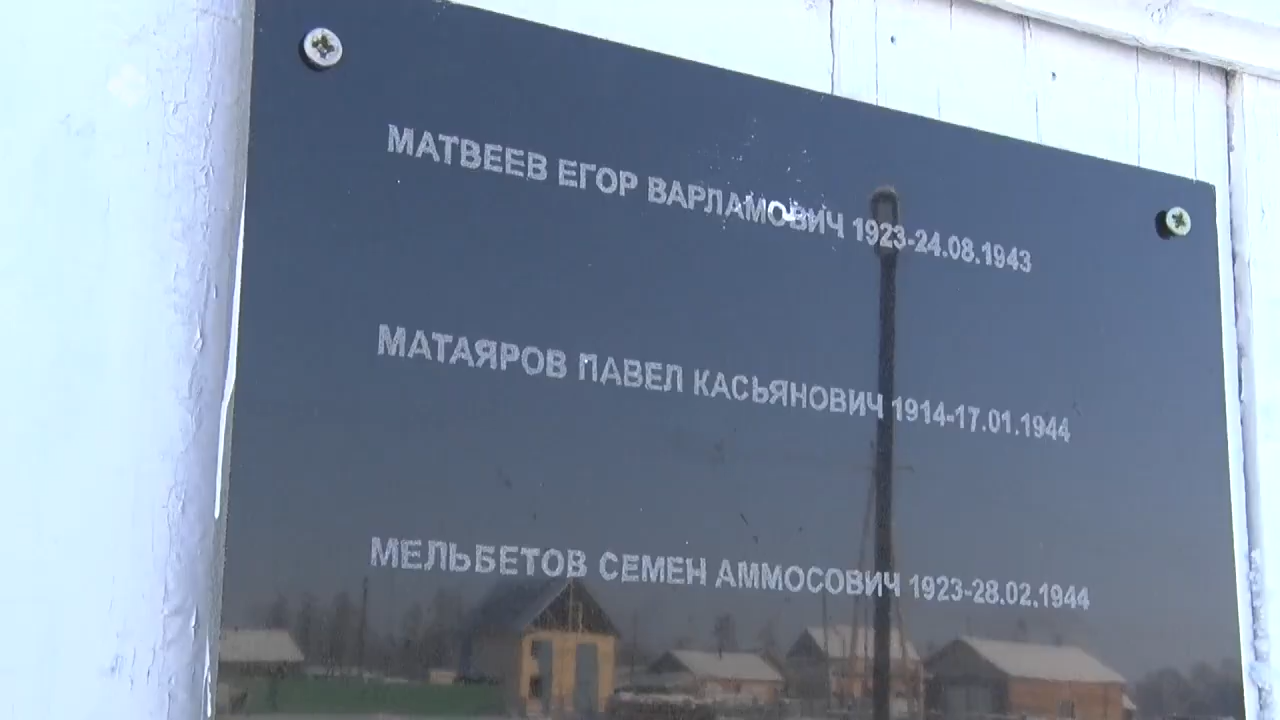 МАТВЕЕВ ЕГОР ВАРЛАМОВИЧ 1923-24.08.1943
МАТАЯРОВ ПАВЕЛ КАСЬЯНОВИЧ 1914-17.01.1944
МЕЛЬБЕТОВ СЕМЕН АММОСОВИЧ 1923-28.02.1944